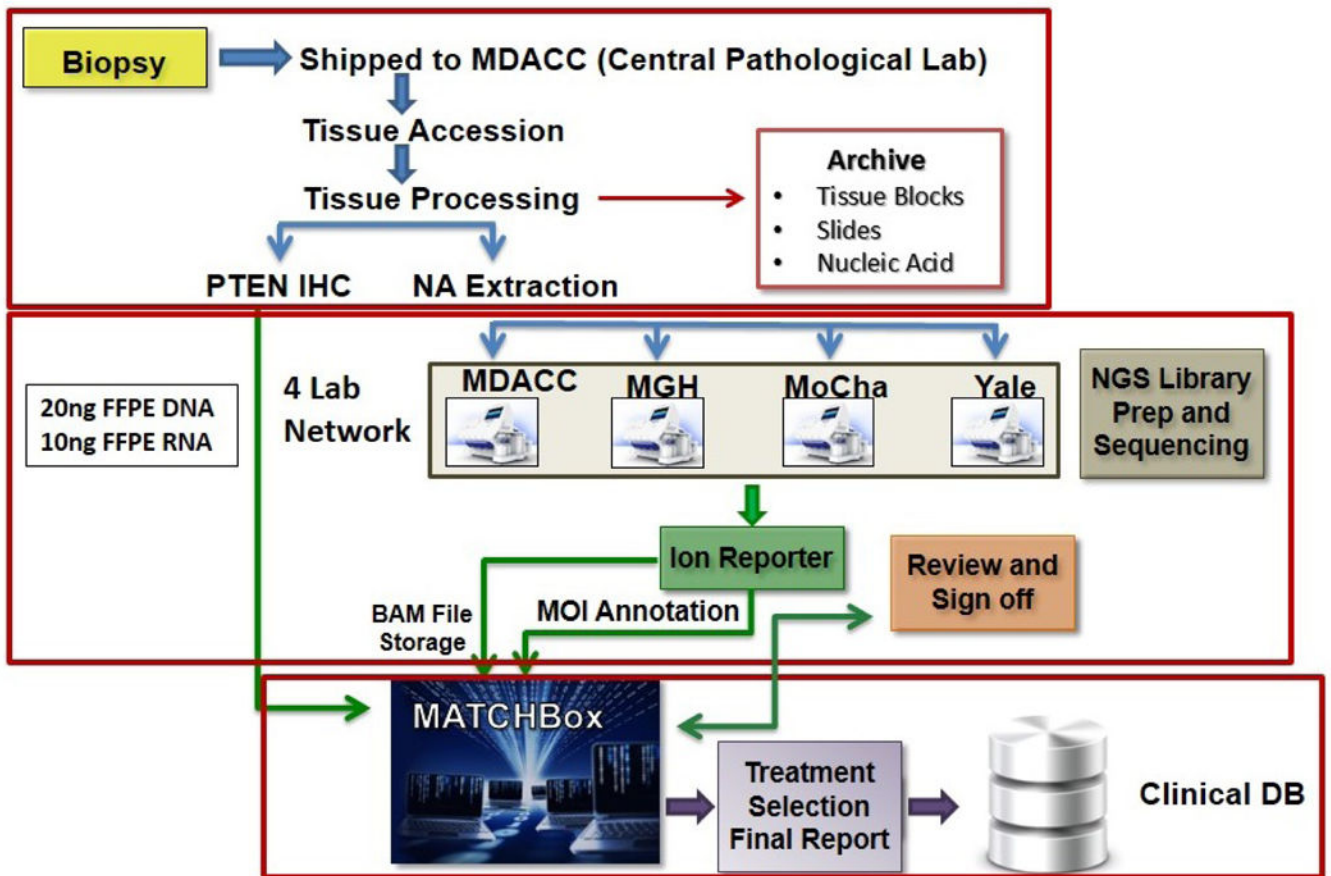 Biopsy
Shipped to MDACC (Central Pathological Lab)
Tissue Accession
Tissue Processing
Archive
• Tissue Blocks
• Slides
• Nucleic Acid
PTEN IHC
NA Extraction
20ng FFPE DNA
10ng FFPE RNA
4 Lab
Network
MDACC
MGH
MoCha
Yale
NGS Library
Prep and
Sequencing
Ion Reporter
Review and
Sign off
BAM File
Storage
MOI Annotation
MATCHBox
Treatment
Selection
Final Report
Clinical DB